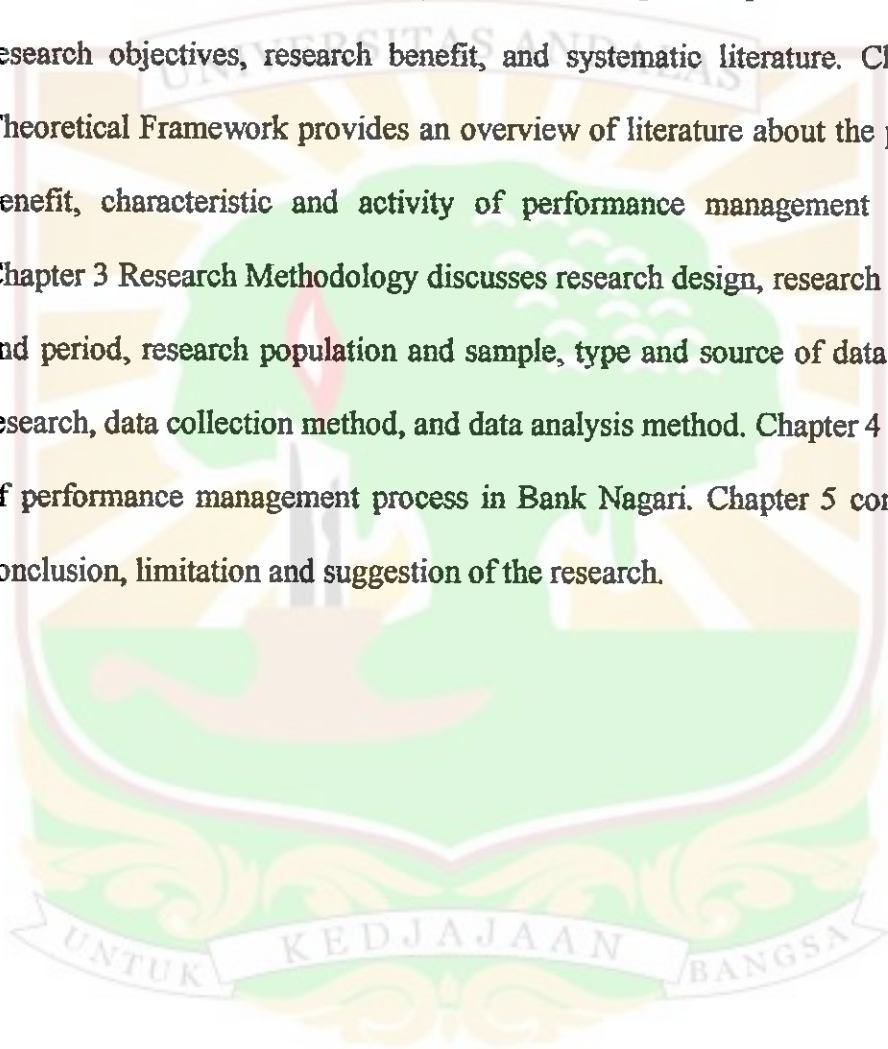 UNIVERSITAS ANDALAS
esearch objectives, research benefit, and systematic literature.
Theoretical Framework provides an overview of literature about the
enefit, characteristic and activity of performance management
Chapter 3 Research Methodology discusses research design, research
nd period, research population and sample, type and source of data
esearch, data collection method, and data analysis method. Chapter 4
f performance management process in Bank Nagari. Chapter 5
onclusion, limitation and suggestion of the research.
UNTUK KEDJAJAAN BANGSA